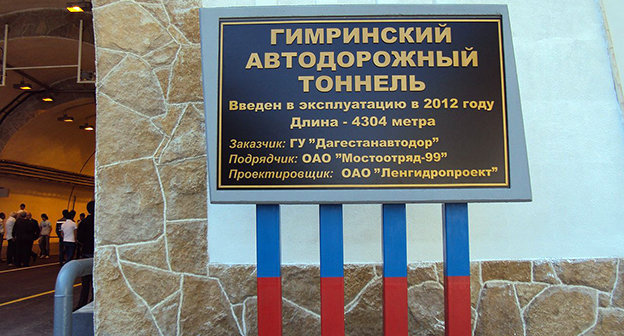 ГИМРИНСКИЙ
АВТОДОРОЖНЫЙ
ТОННЕЛЬ
Введен в эксплуатацию в 2012 году
Длина - 4304 метра
Заказчик: ГУ "Дагестанавтодор"
Подрядчик: ОАО "Мостоотряд-99"
Проектировщик: ОАО "Ленгидропроект"